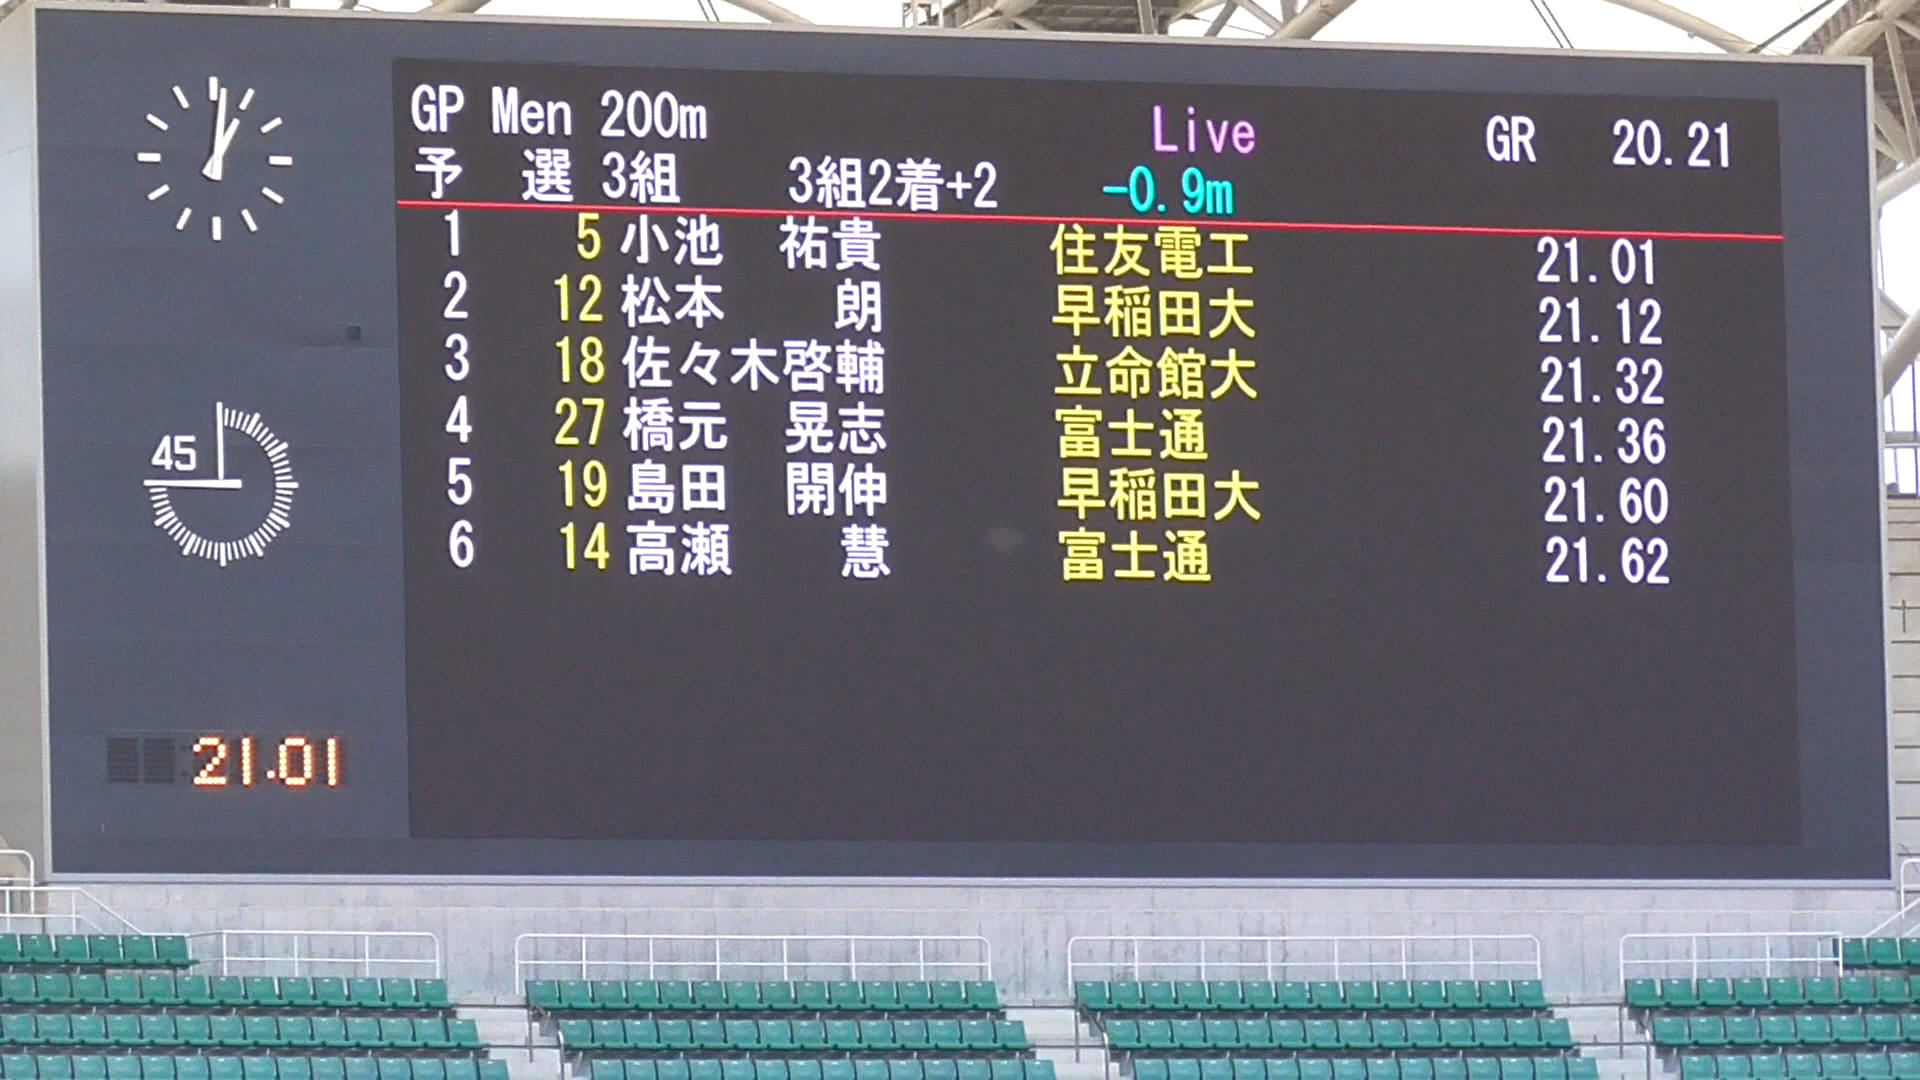 GP Men 200m Live GR 20.21
予 選 3組 3組2着+2 -0.9m
1 5 小池 祐貴 住友電工 21.01
2 12 松本 朗 早稲田大 21.12
3 18 佐々木啓輔 立命館大 21.32
4 27 橋元 晃志 富士通 21.36
5 19 島田 開伸 早稲田大 21.60
6 14 高瀬 慧 富士通 21.62
45
21.01